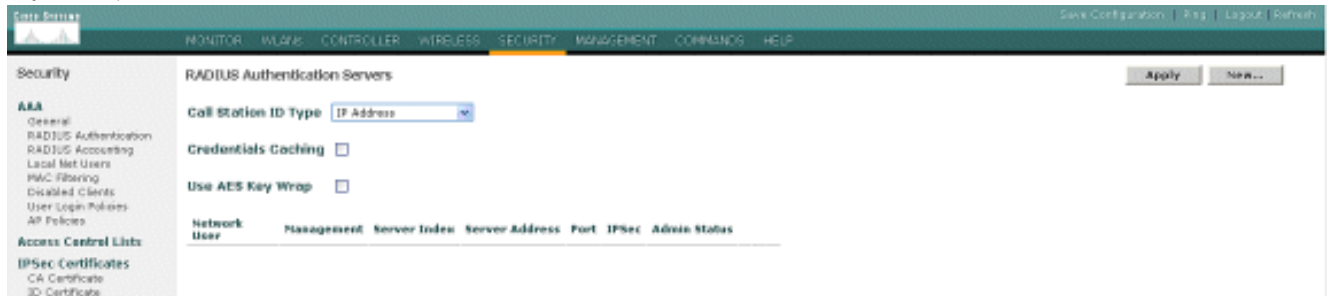 Cisco Systems
Save Configuration | Ping | Logout | Refresh
MONITOR WLANs CONTROLLER WIRELESS SECURITY MANAGEMENT COMMANDS HELP
Security
RADIUS Authentication Servers
Apply New...
AAA
General
RADIUS Authentication
RADIUS Accounting
Local Net Users
MAC Filtering
Disabled Clients
User Login Policies
AP Policies
Access Control Lists
IPSec Certificates
CA Certificate
ID Certificate
Call Station ID Type IP Address
Credentials Caching
Use AES Key Wrap
Network User Management Server Index Server Address Port IPSec Admin Status